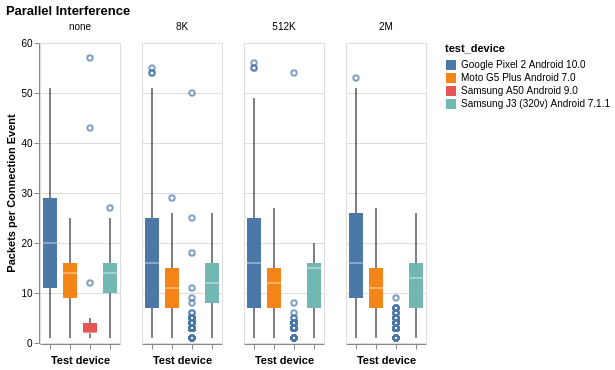 Parallel Interference
none 8K 512K 2M
test_device
Google Pixel 2 Android 10.0
Moto G5 Plus Android 7.0
Samsung A50 Android 9.0
Samsung J3 (320v) Android 7.1.1
Packets per Connection Event
60
50
40
30
20
10
0
Test device Test device Test device Test device